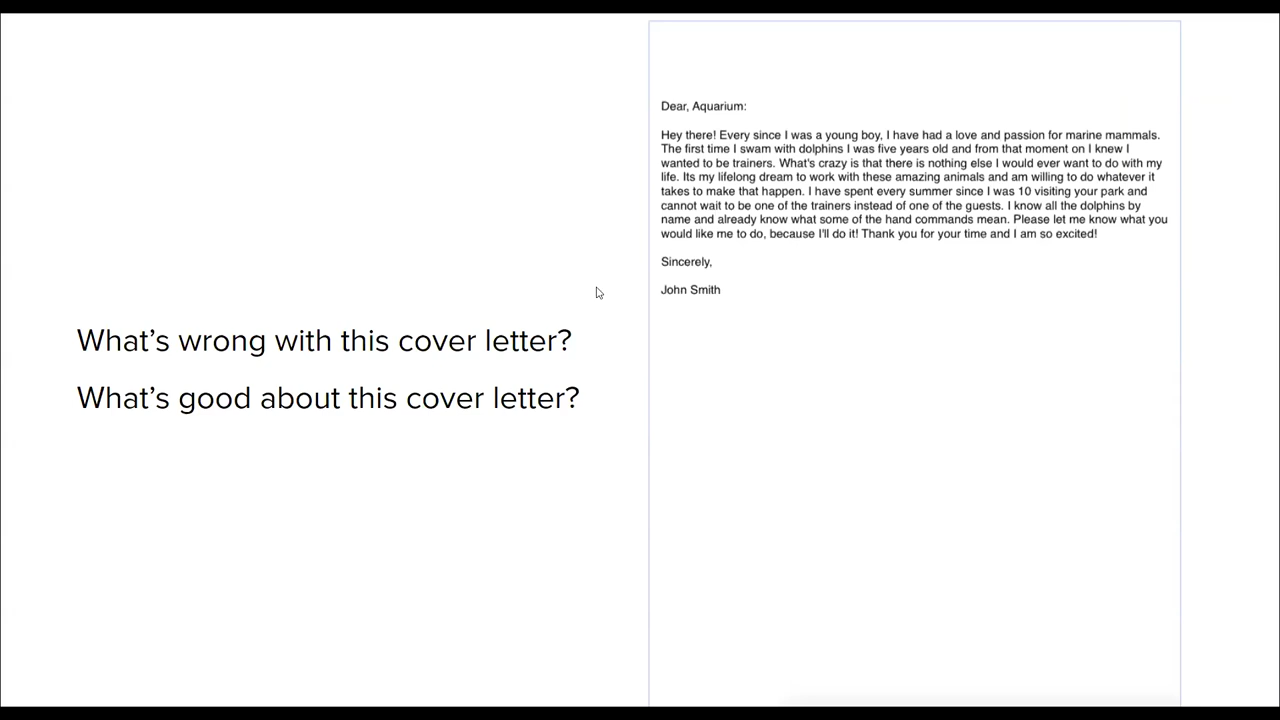 Dear, Aquarium:
Hey there! Every since I was a young boy, I have had a love and passion for marine mammals.
The first time I swam with dolphins I was five years old and from that moment on I knew I
wanted to be trainers. What's crazy is that there is nothing else I would ever want to do with my
life. Its my lifelong dream to work with these amazing animals and am willing to do whatever it
takes to make that happen. I have spent every summer since I was 10 visiting your park and
cannot wait to be one of the trainers instead of one of the guests. I know all the dolphins by
name and already know what some of the hand commands mean. Please let me know what you
would like me to do, because I'll do it! Thank you for your time and I am so excited!
Sincerely,
John Smith
What’s wrong with this cover letter?
What’s good about this cover letter?